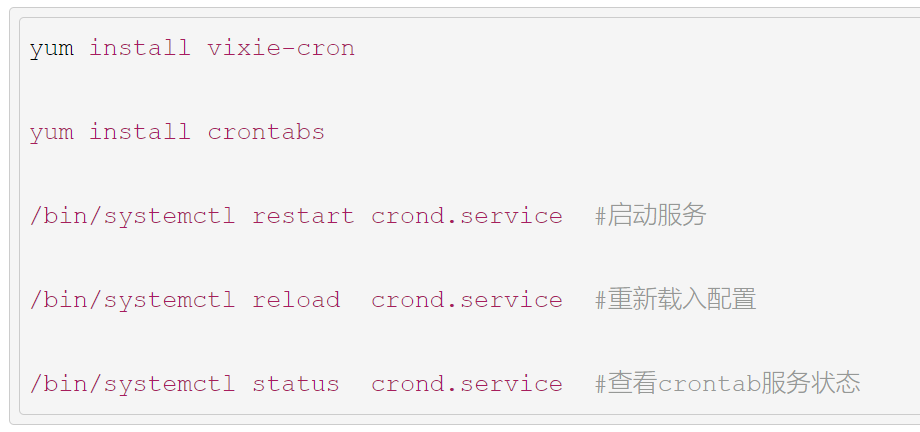 yum install vixie-cron
yum install crontabs
/bin/systemctl restart crond.service  #启动服务
/bin/systemctl reload  crond.service  #重新载入配置
/bin/systemctl status  crond.service  #查看crontab服务状态